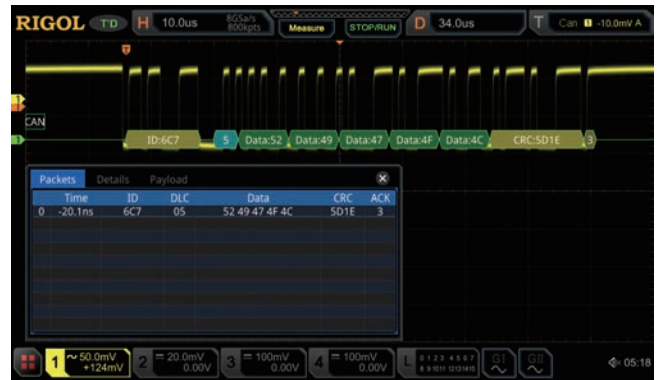 RIGOL T'D H 10.0us 8GSa/s 800kpts Measure STOP/RUN D 34.0us T Can 1 -10.0mV A
T
1
CAN
1 ID:6C7 5 Data:52 Data:49 Data:47 Data:4F Data:4C CRC:5D1E 3
Packets Details Payload
Time ID DLC Data CRC ACK
0 -20.1ns 6C7 05 52 49 47 4F 4C 5D1E 3
1 50.0mV +124mV 2 20.0mV 0.00V 3 100mV 0.00V 4 100mV 0.00V L 0 1 2 3 4 5 6 7 8 9 10 11 12 13 14 15 GI GII 05:18